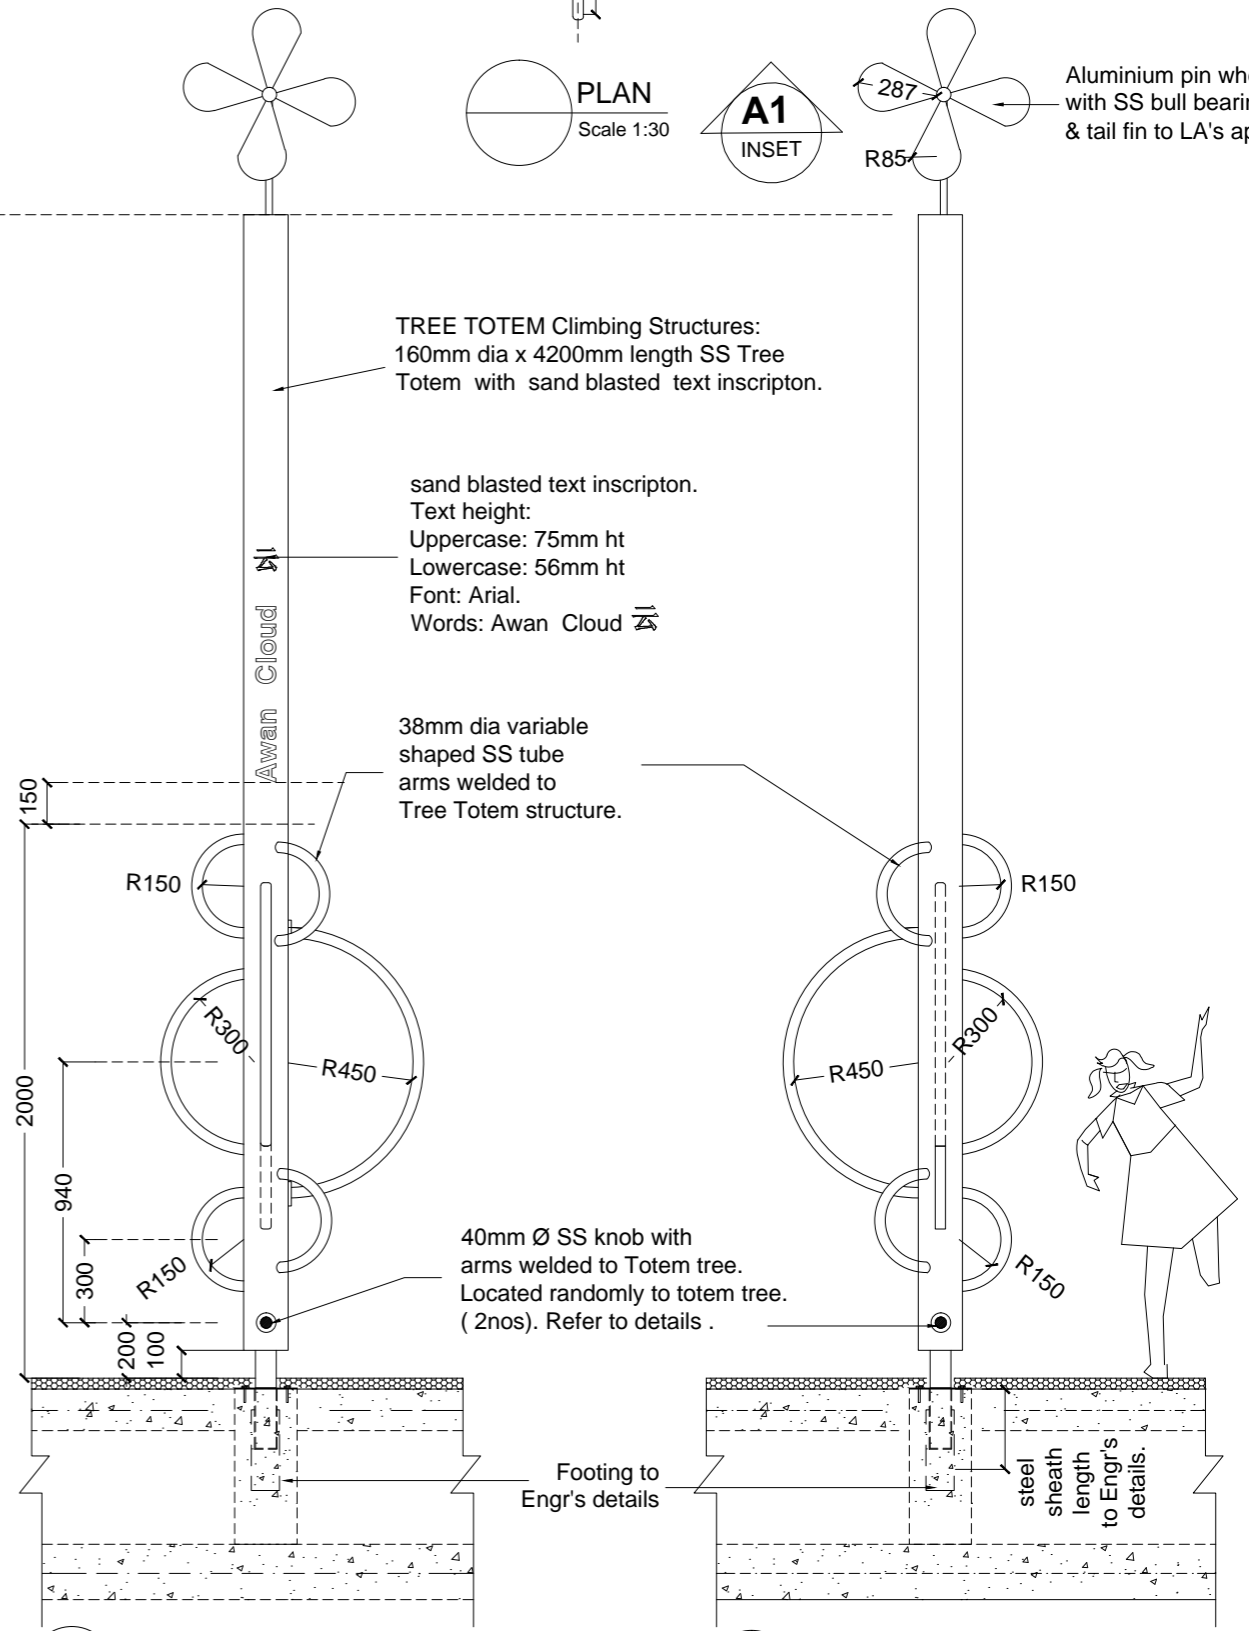 PLAN
Scale 1:30
A1
INSET
287
R85
Aluminium pin whe
with SS bull bearin
& tail fin to LA's ap
TREE TOTEM Climbing Structures:
160mm dia x 4200mm length SS Tree
Totem with sand blasted text inscripton.
sand blasted text inscripton.
Text height:
Uppercase: 75mm ht
Lowercase: 56mm ht
Font: Arial.
Words: Awan Cloud 云
Awan Cloud 云
38mm dia variable
shaped SS tube
arms welded to
Tree Totem structure.
150
R150
R150
R300
R450
R450
R300
2000
940
300
R150
R150
200
100
40mm Ø SS knob with
arms welded to Totem tree.
Located randomly to totem tree.
( 2nos). Refer to details .
Footing to
Engr's details
steel
sheath
length
to Engr's
details.